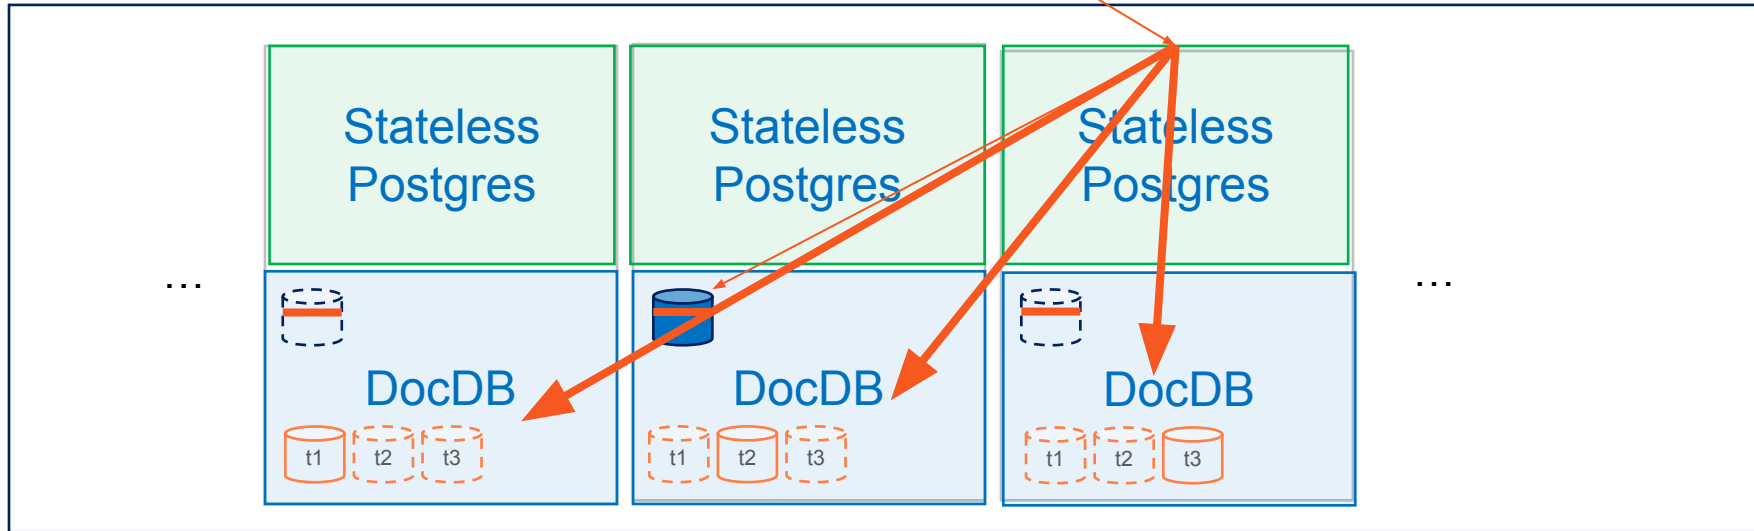 Stateless
Postgres
Stateless
Postgres
Stateless
Postgres
...
...
DocDB
DocDB
DocDB
t1 t2 t3
t1 t2 t3
t1 t2 t3